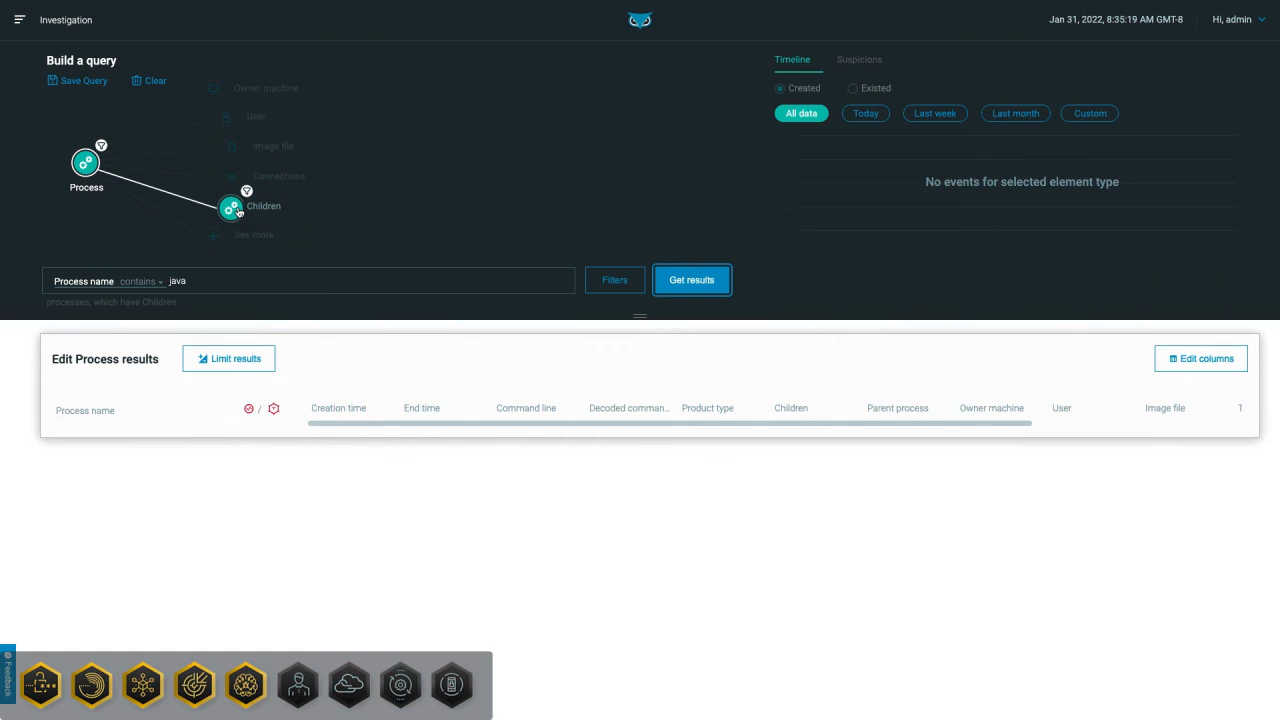 Investigation
Jan 31, 2022, 8:35:19 AM GMT-8
Hi, admin
Build a query
Save Query
Clear
Owner machine
User
Image file
Connections
Process
Children
See more
Timeline
Suspicions
Created
Existed
All data
Today
Last week
Last month
Custom
No events for selected element type
Process name contains java
Filters
Get results
processes, which have Children
Edit Process results
Limit results
Edit columns
Process name
/
Creation time
End time
Command line
Decoded comman...
Product type
Children
Parent process
Owner machine
User
Image file
Feedback